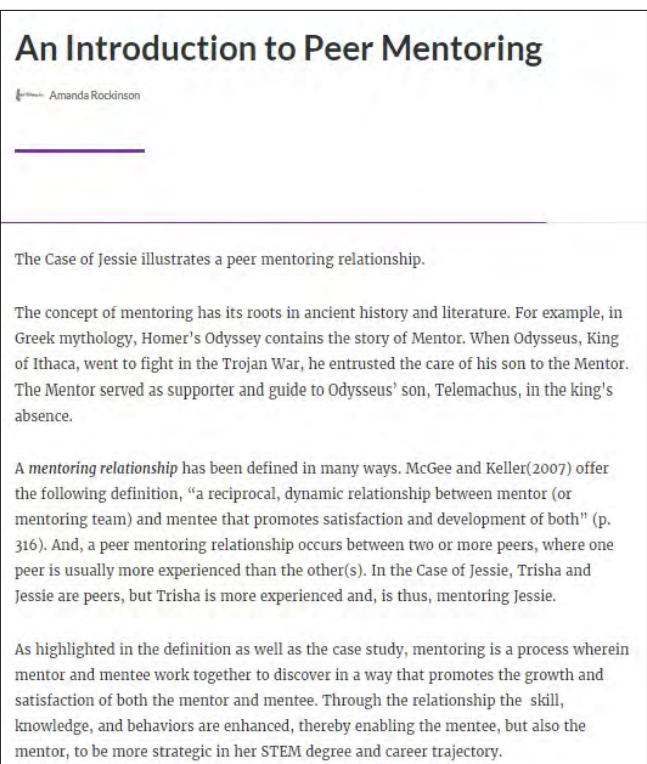 An Introduction to Peer Mentoring
Amanda Rockinson
The Case of Jessie illustrates a peer mentoring relationship.
The concept of mentoring has its roots in ancient history and literature. For example, in
Greek mythology, Homer's Odyssey contains the story of Mentor. When Odysseus, King
of Ithaca, went to fight in the Trojan War, he entrusted the care of his son to the Mentor.
The Mentor served as supporter and guide to Odysseus' son, Telemachus, in the king's
absence.
A mentoring relationship has been defined in many ways. McGee and Keller(2007) offer
the following definition, “a reciprocal, dynamic relationship between mentor (or
mentoring team) and mentee that promotes satisfaction and development of both” (p.
316). And, a peer mentoring relationship occurs between two or more peers, where one
peer is usually more experienced than the other(s). In the Case of Jessie, Trisha and
Jessie are peers, but Trisha is more experienced and, is thus, mentoring Jessie.
As highlighted in the definition as well as the case study, mentoring is a process wherein
mentor and mentee work together to discover in a way that promotes the growth and
satisfaction of both the mentor and mentee. Through the relationship the skill,
knowledge, and behaviors are enhanced, thereby enabling the mentee, but also the
mentor, to be more strategic in her STEM degree and career trajectory.